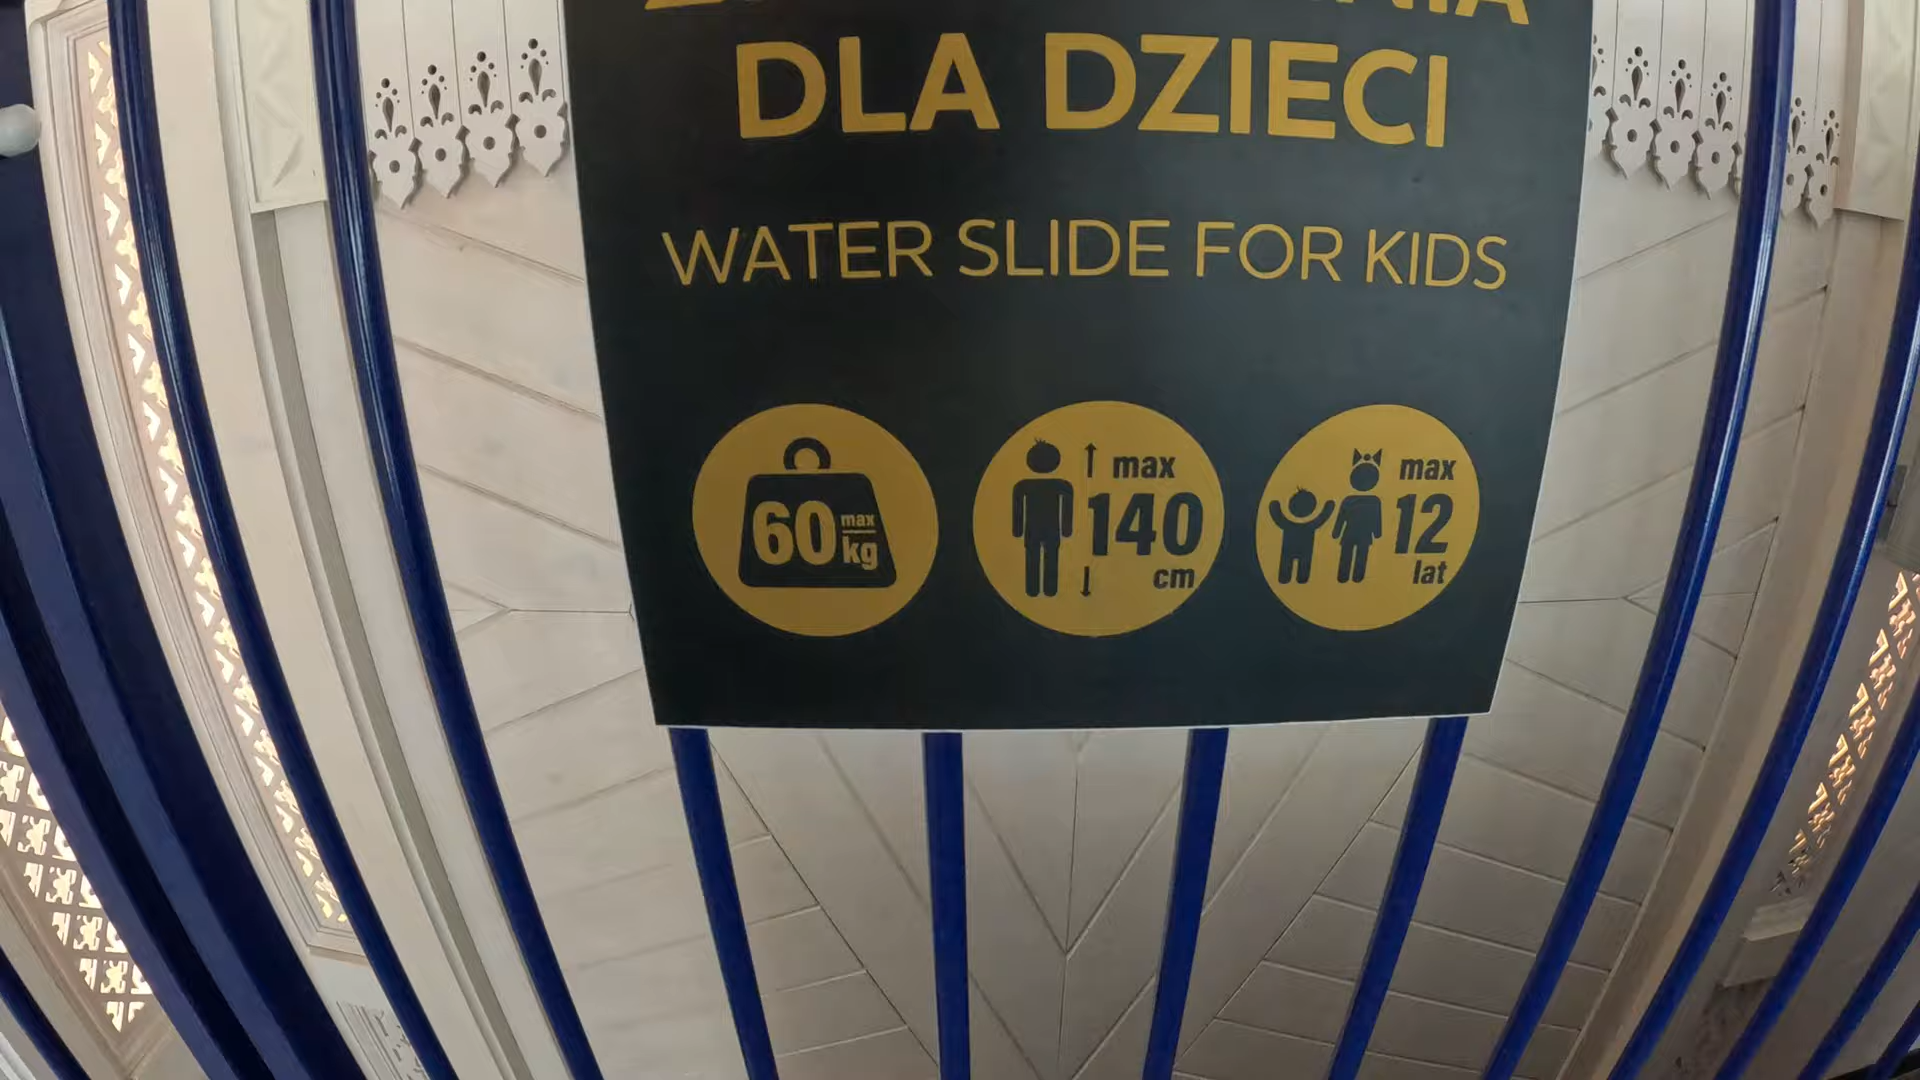 DLA DZIECI
WATER SLIDE FOR KIDS
60 max kg
max 140 cm
max 12 lat